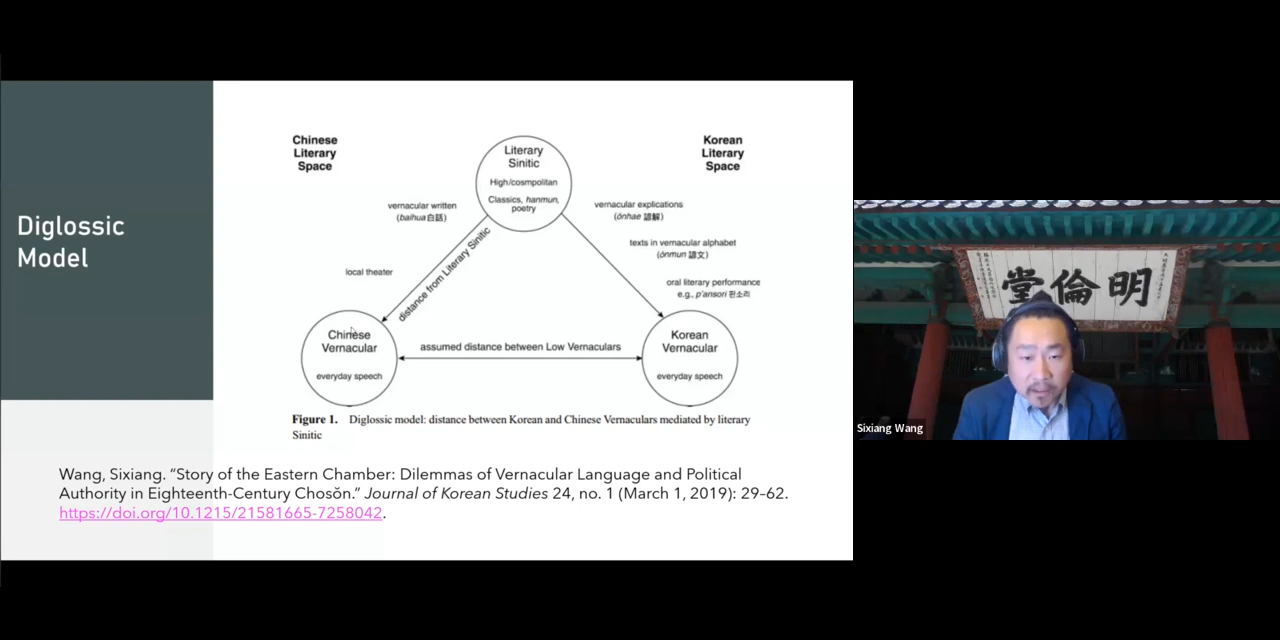 Diglossic
Model
Chinese
Literary
Space
Korean
Literary
Space
Literary
Sinitic
High/cosmpolitan
Classics, hanmun,
poetry
vernacular written
(baihua 白話)
local theater
distance from Literary Sinitic
vernacular explications
(ŏnhae 諺解)
texts in vernacular alphabet
(ŏnmun 諺文)
oral literary performance
e.g., p'ansori 판소리
Chinese
Vernacular
everyday speech
assumed distance between Low Vernaculars
Korean
Vernacular
everyday speech
Figure 1. Diglossic model: distance between Korean and Chinese Vernaculars mediated by literary
Sinitic
Wang, Sixiang. “Story of the Eastern Chamber: Dilemmas of Vernacular Language and Political
Authority in Eighteenth-Century Chosŏn.” Journal of Korean Studies 24, no. 1 (March 1, 2019): 29–62.
https://doi.org/10.1215/21581665-7258042.
堂倫明
Sixiang Wang